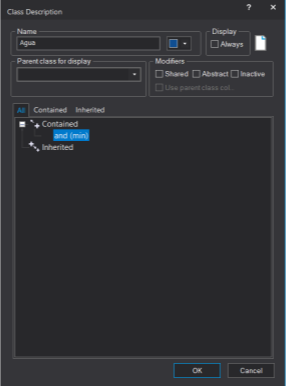 Class Description ? ×
Name
Agua
Display
Always
Parent class for display
Modifiers
Shared Abstract Inactive
Use parent class col...
All Contained Inherited
Contained
and (min)
Inherited
OK Cancel